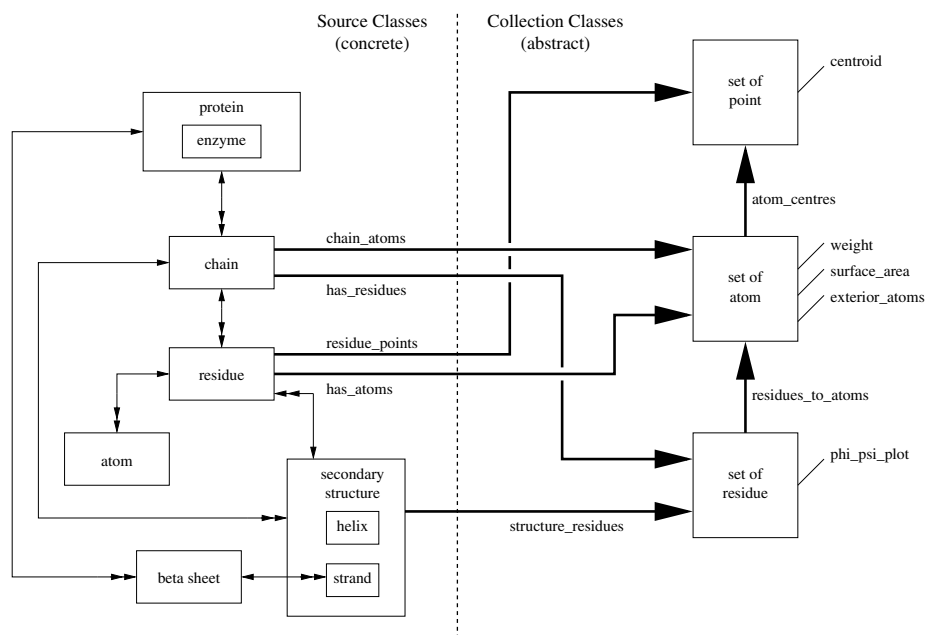 Source Classes
(concrete)
Collection Classes
(abstract)
protein
enzyme
chain
residue
atom
secondary
structure
helix
strand
beta sheet
chain_atoms
has_residues
residue_points
has_atoms
structure_residues
set of
point
centroid
atom_centres
set of
atom
weight
surface_area
exterior_atoms
residues_to_atoms
set of
residue
phi_psi_plot